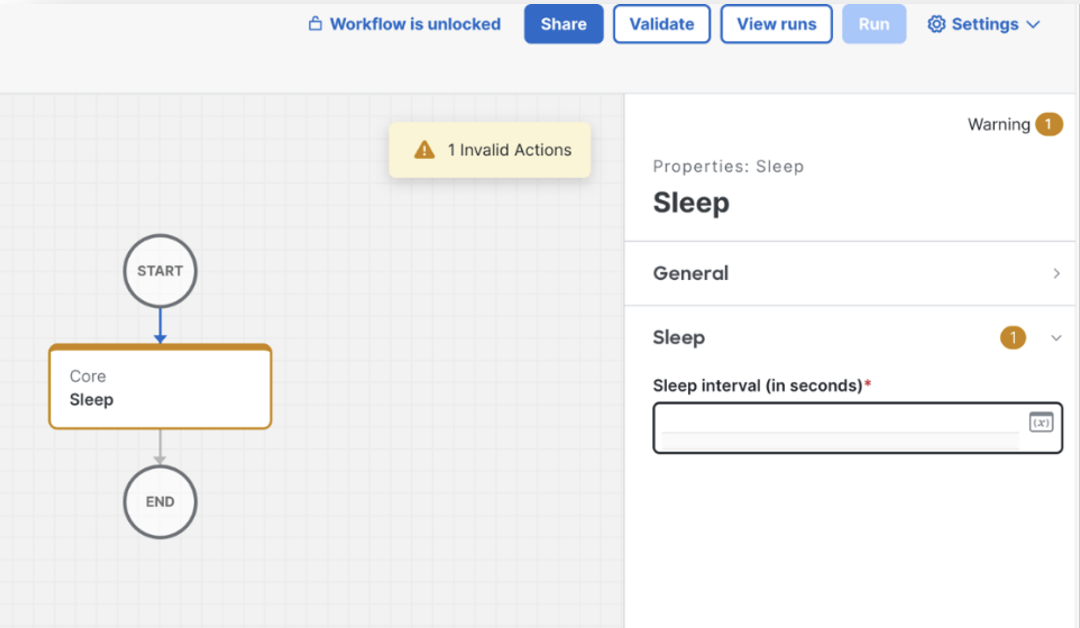 Workflow is unlocked
Share
Validate
View runs
Run
Settings
1 Invalid Actions
START
Core
Sleep
END
Warning 1
Properties: Sleep
Sleep
General
Sleep 1
Sleep interval (in seconds)*
(x)